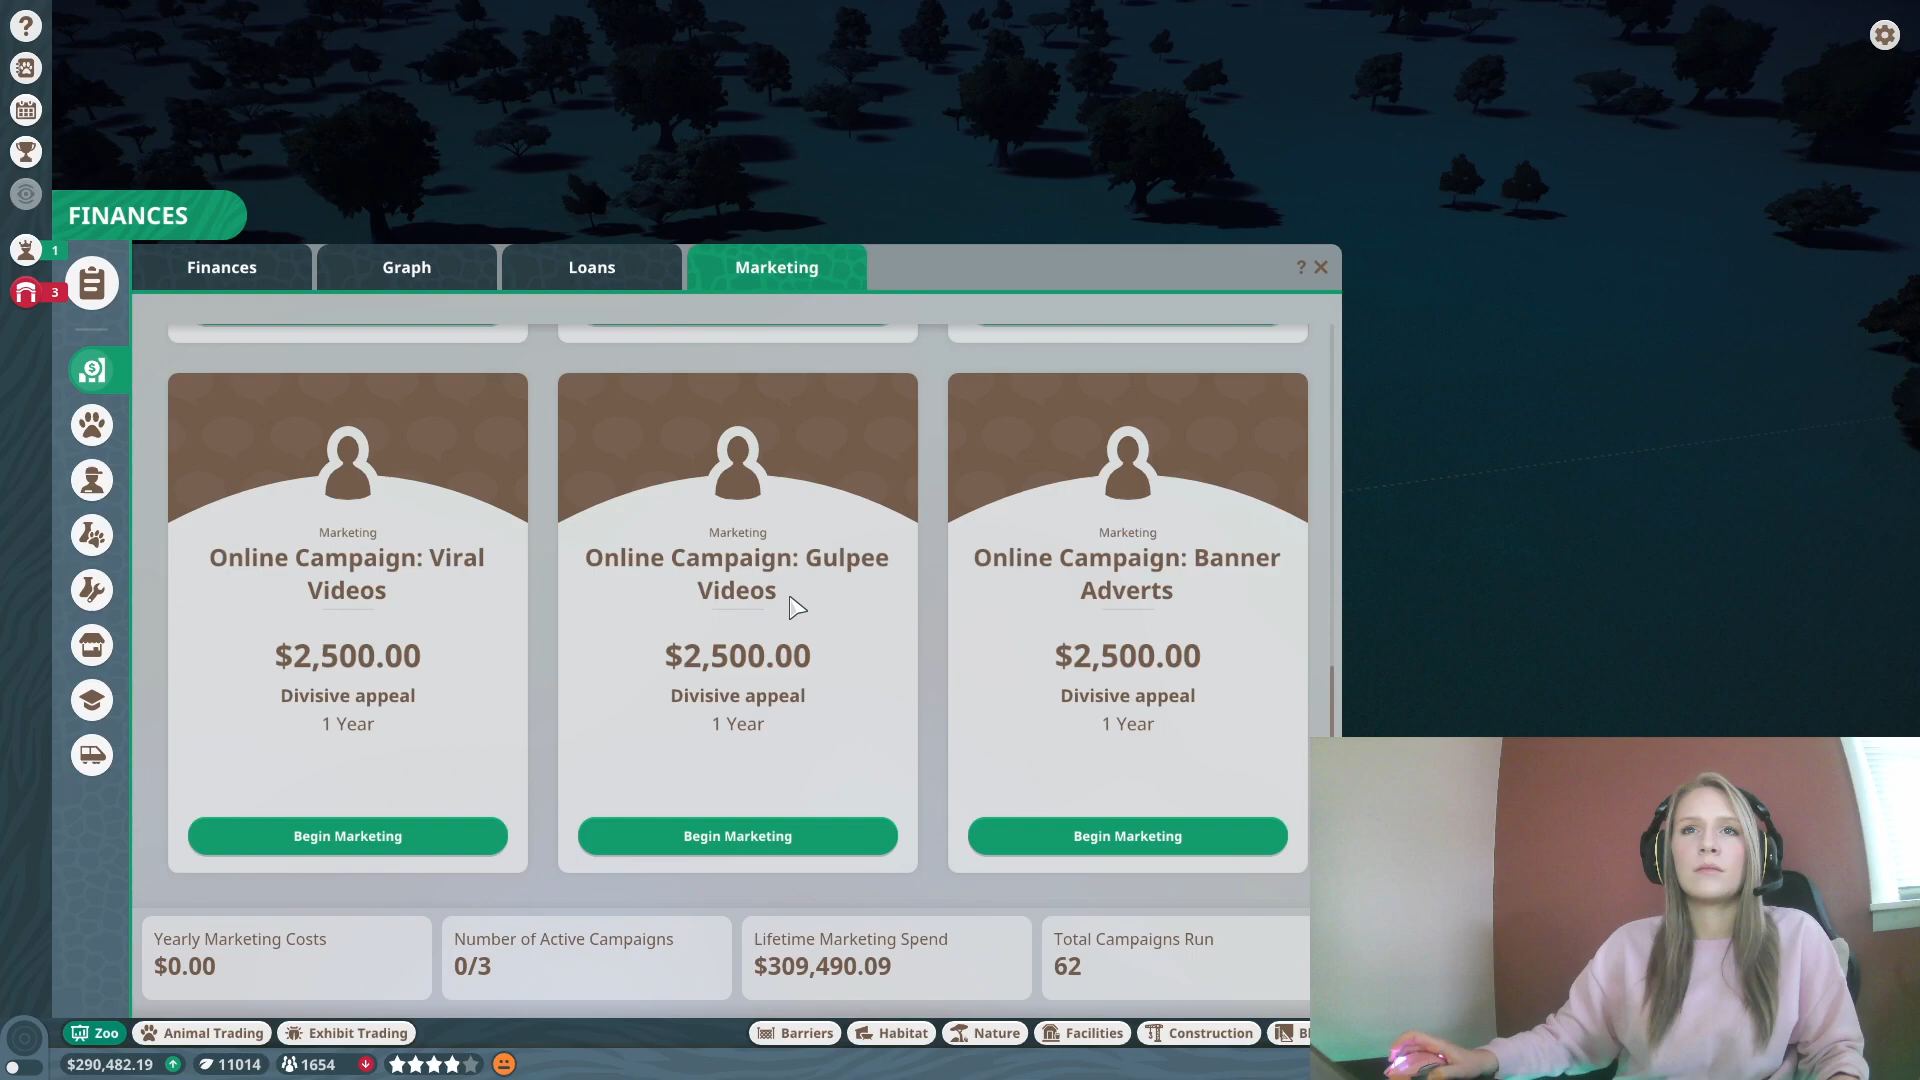 ?
FINANCES
1
3
Finances
Graph
Loans
Marketing
?
Marketing
Online Campaign: Viral
Videos
$2,500.00
Divisive appeal
1 Year
Begin Marketing
Marketing
Online Campaign: Gulpee
Videos
$2,500.00
Divisive appeal
1 Year
Begin Marketing
Marketing
Online Campaign: Banner
Adverts
$2,500.00
Divisive appeal
1 Year
Begin Marketing
Yearly Marketing Costs
$0.00
Number of Active Campaigns
0/3
Lifetime Marketing Spend
$309,490.09
Total Campaigns Run
62
Zoo
Animal Trading
Exhibit Trading
Barriers
Habitat
Nature
Facilities
Construction
$290,482.19
11014
1654